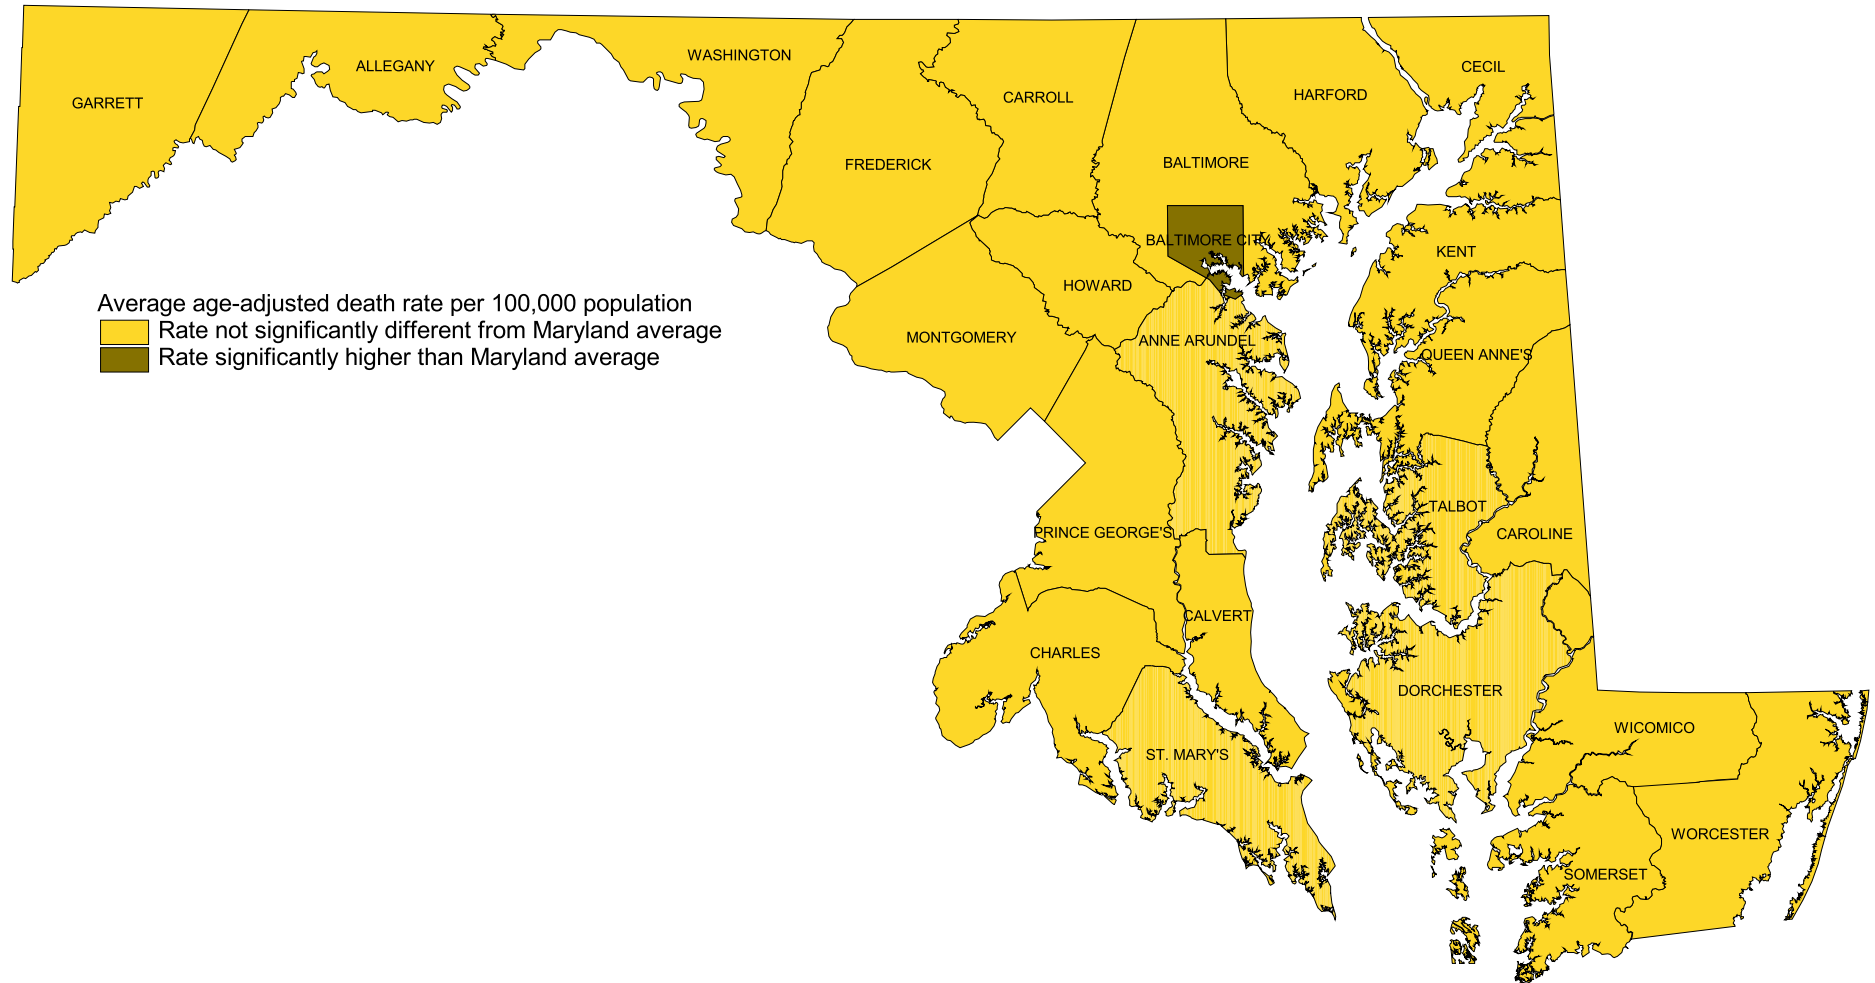 WASHINGTON
ALLEGANY
CECIL
GARRETT
CARROLL
HARFORD
FREDERICK
BALTIMORE
BALTIMORE CITY
KENT
HOWARD
Average age-adjusted death rate per 100,000 population
Rate not significantly different from Maryland average
Rate significantly higher than Maryland average
MONTGOMERY
ANNE ARUNDEL
QUEEN ANNE'S
TALBOT
PRINCE GEORGE'S
CAROLINE
CALVERT
CHARLES
DORCHESTER
WICOMICO
ST. MARY'S
WORCESTER
SOMERSET